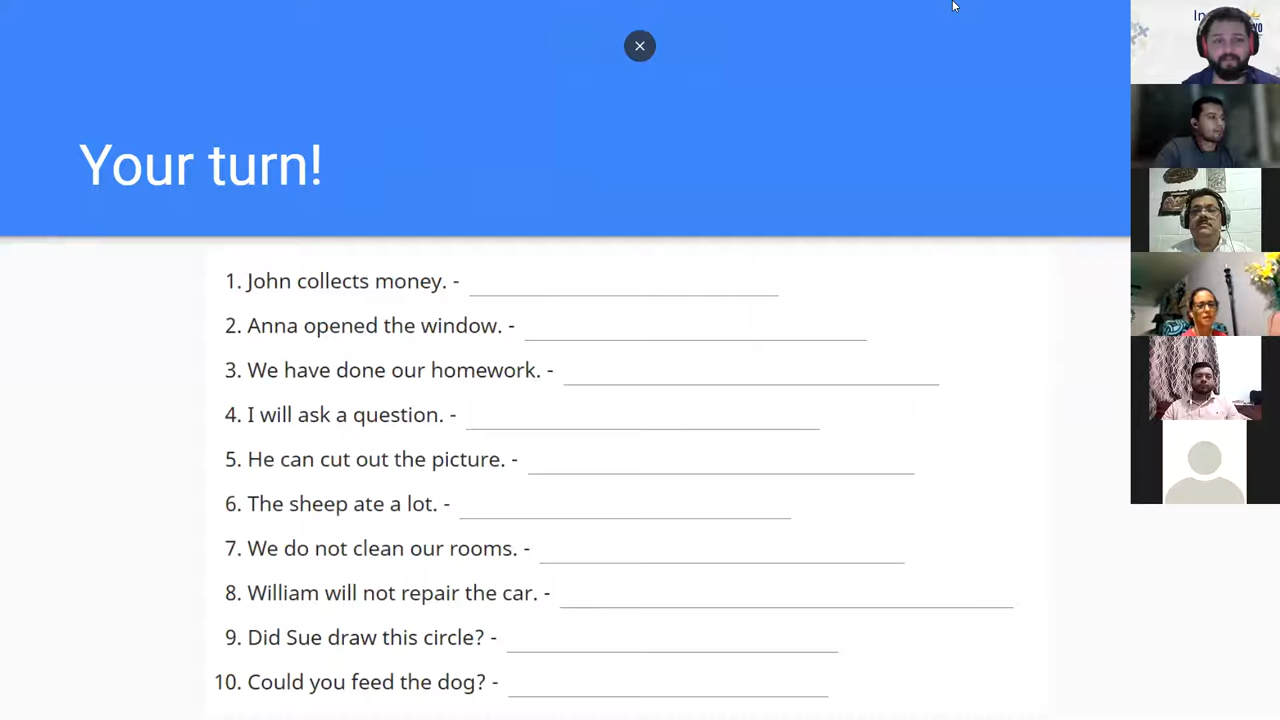 Your turn!
1. John collects money. -
2. Anna opened the window. -
3. We have done our homework. -
4. I will ask a question. -
5. He can cut out the picture. -
6. The sheep ate a lot. -
7. We do not clean our rooms. -
8. William will not repair the car. -
9. Did Sue draw this circle? -
10. Could you feed the dog? -